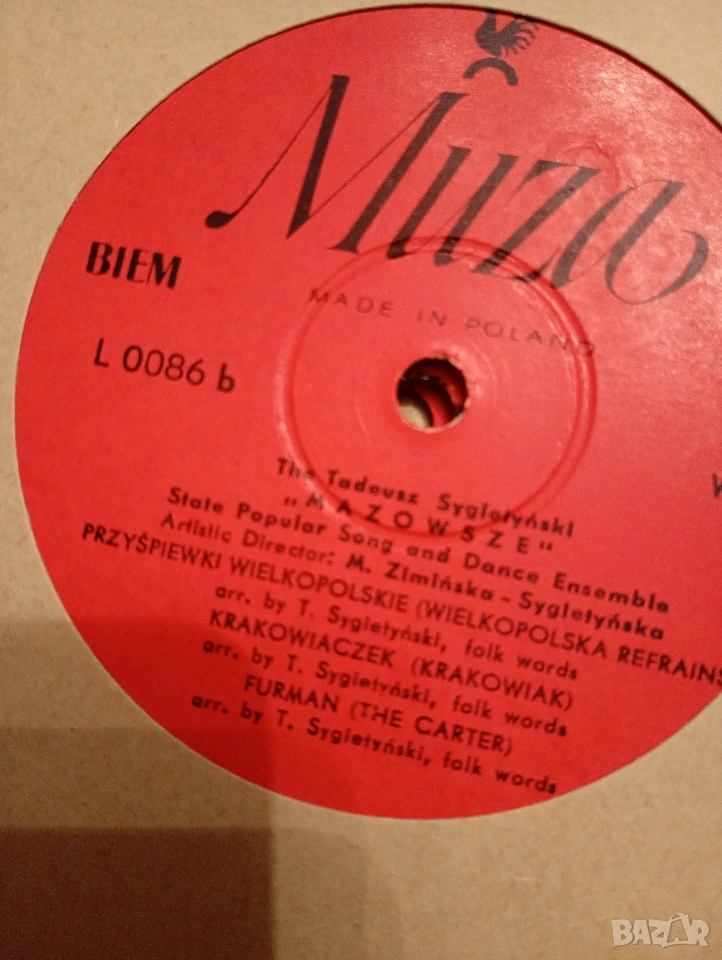 Muza
MADE IN POLAND
BIEM
L 0086 b
The Tadeusz Sygietyński
"MAZOWSZE"
State Popular Song and Dance Ensemble
Artistic Director: M. Zimińska-Sygietyńska
PRZYŚPIEWKI WIELKOPOLSKIE (WIELKOPOLSKA REFRAINS
arr. by T. Sygietyński, folk words
KRAKOWIACZEK (KRAKOWIAK)
arr. by T. Sygietyński, folk words
FURMAN (THE CARTER)
arr. by T. Sygietyński, folk words
BAZAR